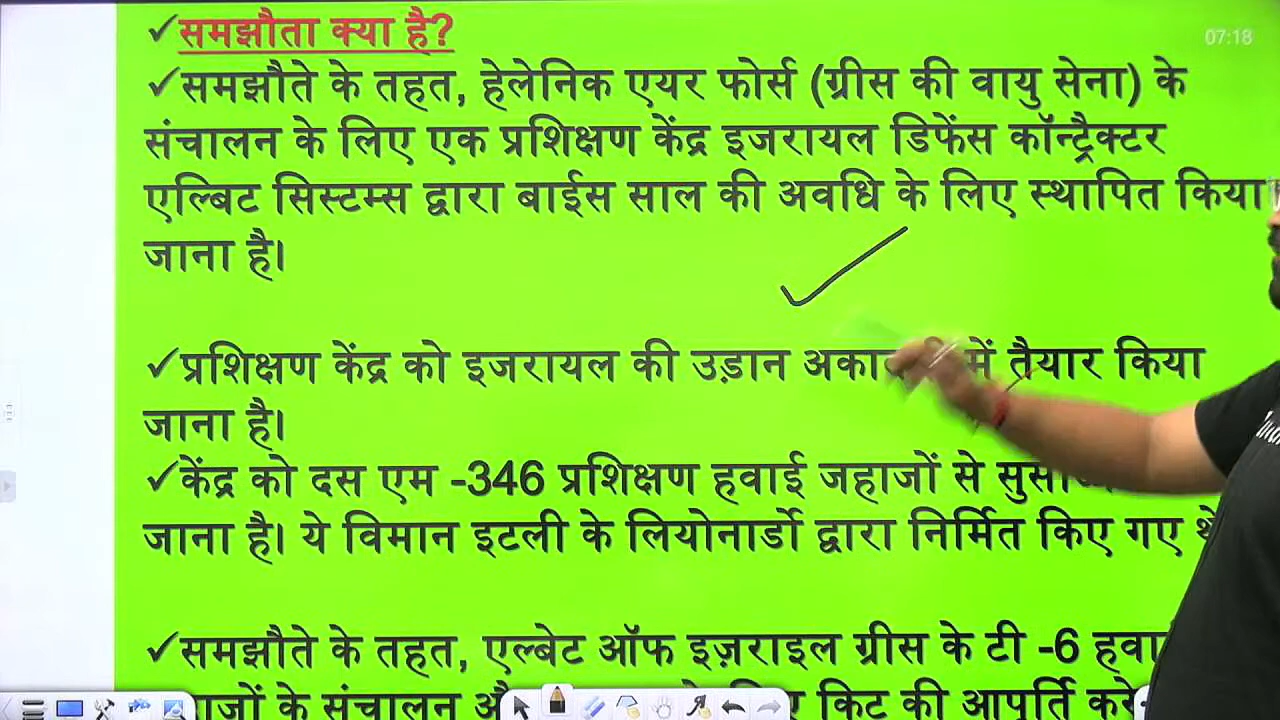 07:18
✓समझौता क्या है?
✓समझौते के तहत, हेलेनिक एयर फोर्स (ग्रीस की वायु सेना) के
संचालन के लिए एक प्रशिक्षण केंद्र इजरायल डिफेंस कॉन्ट्रैक्टर
एल्बिट सिस्टम्स द्वारा बाईस साल की अवधि के लिए स्थापित किया
जाना है।
✓प्रशिक्षण केंद्र को इजरायल की उड़ान में तैयार किया
जाना है।
✓केंद्र को दस एम -346 प्रशिक्षण हवाई जहाजों से
जाना है। ये विमान इटली के लियोनार्डो द्वारा निर्मित किए गए
✓समझौते के तहत, एल्बेट ऑफ इज़राइल ग्रीस के टी -6
के संचालन किट की आपूर्ति